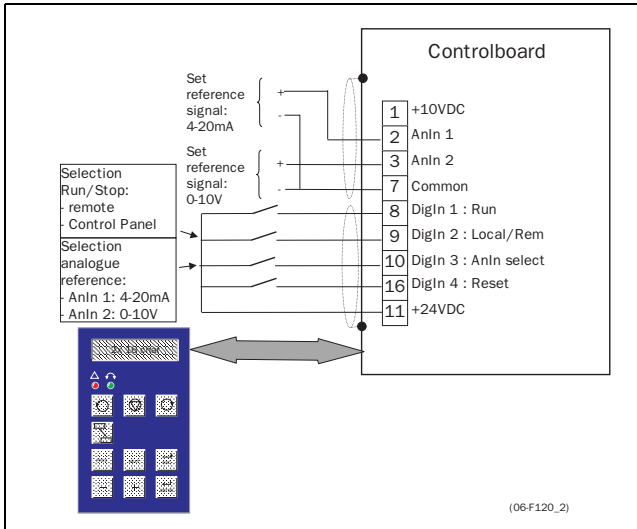 Controlboard
Set
reference
signal:
4-20mA
+
-
Set
reference
signal:
0-10V
+
-
1 +10VDC
2 AnIn 1
3 AnIn 2
7 Common
8 DigIn 1 : Run
9 DigIn 2 : Local/Rem
10 DigIn 3 : AnIn select
16 DigIn 4 : Reset
11 +24VDC
Selection
Run/Stop:
- remote
- Control Panel
Selection
analogue
reference:
- AnIn 1: 4-20mA
- AnIn 2: 0-10V
2x 16 char
- +
(06-F120_2)